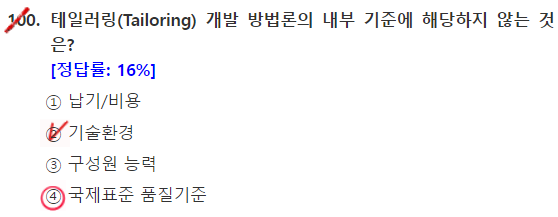 100. 테일러링(Tailoring) 개발 방법론의 내부 기준에 해당하지 않는 것
은?
[정답률: 16%]
① 납기/비용
② 기술환경
③ 구성원 능력
④ 국제표준 품질기준